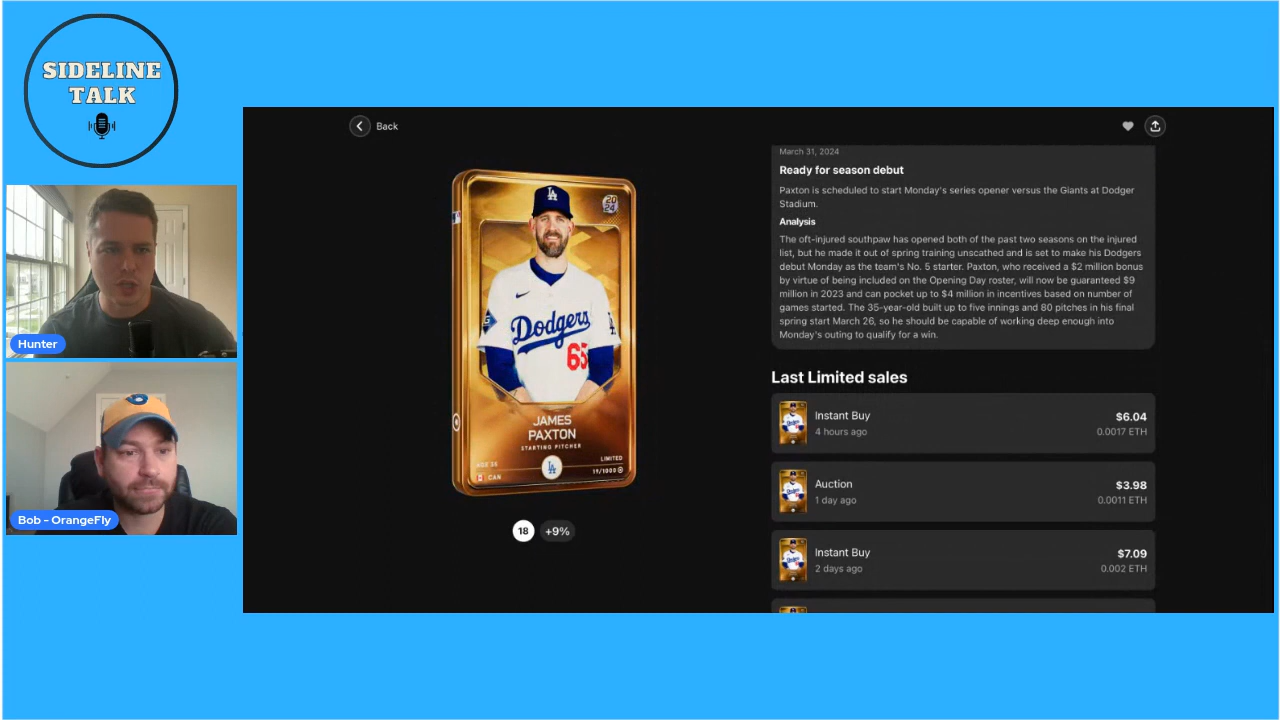 SIDELINE
TALK
Hunter
Bob - OrangeFly
Back
20
24
Dodgers
65
JAMES
PAXTON
STARTING PITCHER
AGE 35
CAN
LIMITED
19/1000
18
+9%
March 31, 2024
Ready for season debut
Paxton is scheduled to start Monday's series opener versus the Giants at Dodger
Stadium.
Analysis
The oft-injured southpaw has opened both of the past two seasons on the injured
list, but he made it out of spring training unscathed and is set to make his Dodgers
debut Monday as the team's No. 5 starter. Paxton, who received a $2 million bonus
by virtue of being included on the Opening Day roster, will now be guaranteed $9
million in 2023 and can pocket up to $4 million in incentives based on number of
games started. The 35-year-old built up to five innings and 80 pitches in his final
spring start March 26, so he should be capable of working deep enough into
Monday's outing to qualify for a win.
Last Limited sales
Instant Buy
$6.04
4 hours ago
0.0017 ETH
Auction
$3.98
1 day ago
0.0011 ETH
Instant Buy
$7.09
2 days ago
0.002 ETH